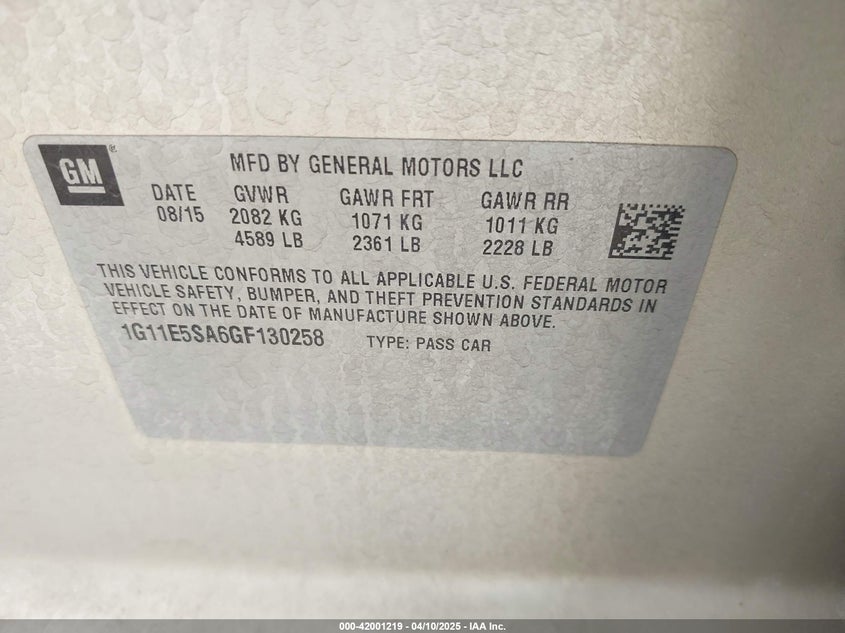 GM®
MFD BY GENERAL MOTORS LLC
DATE GVWR GAWR FRT GAWR RR
08/15 2082 KG 1071 KG 1011 KG
4589 LB 2361 LB 2228 LB
THIS VEHICLE CONFORMS TO ALL APPLICABLE U.S. FEDERAL MOTOR
VEHICLE SAFETY, BUMPER, AND THEFT PREVENTION STANDARDS IN
EFFECT ON THE DATE OF MANUFACTURE SHOWN ABOVE.
1G11E5SA6GF130258 TYPE: PASS CAR
000-42001219 - 04/10/2025 - IAA Inc.